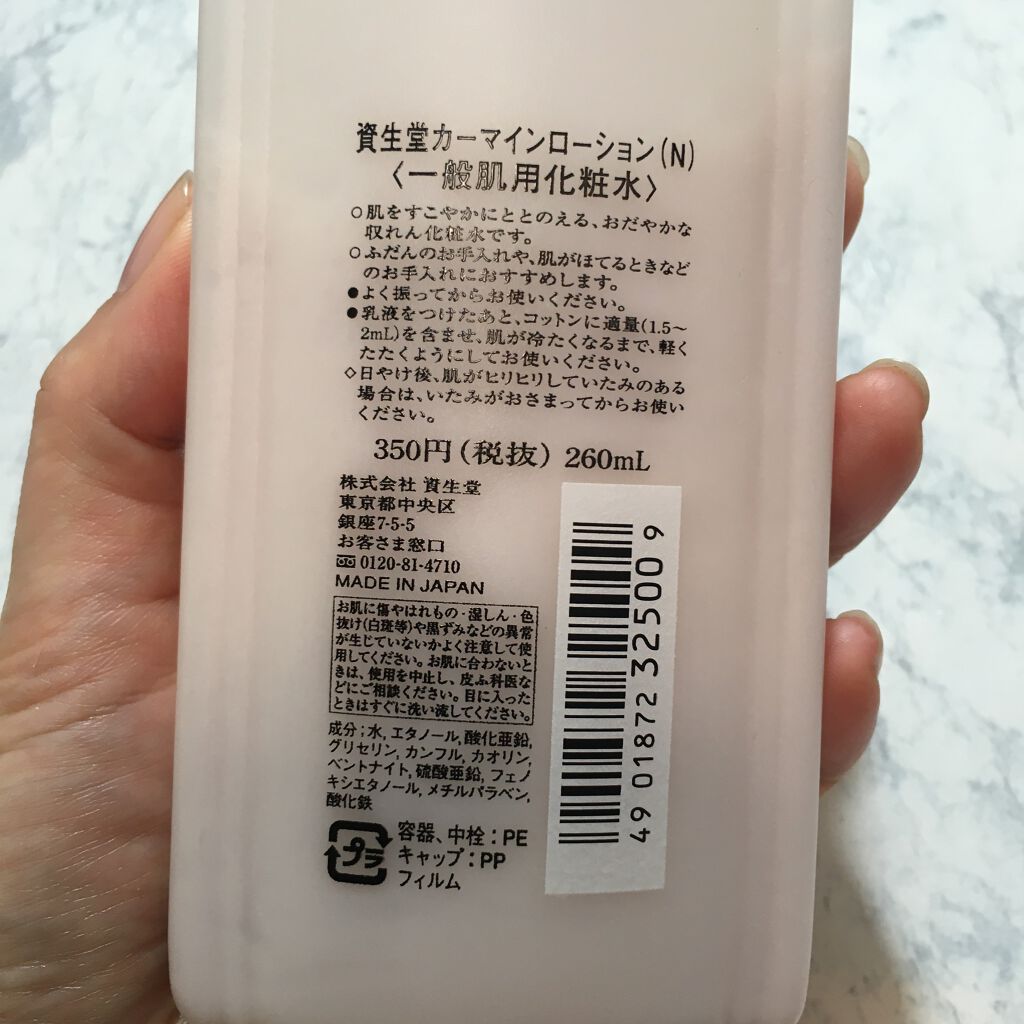 資生堂カーマインローション(N)
〈一般肌用化粧水〉
○肌をすこやかにととのえる、おだやかな
収れん化粧水です。
○ふだんのお手入れや、肌がほてるときなど
のお手入れにおすすめします。
●よく振ってからお使いください。
●乳液をつけたあと、コットンに適量(1.5～
2mL)を含ませ、肌が冷たくなるまで、軽く
たたくようにしてお使いください。
◇日やけ後、肌がヒリヒリしていたみのある
場合は、いたみがおさまってからお使い
ください。
350円(税抜) 260mL
株式会社 資生堂
東京都中央区
銀座7-5-5
お客さま窓口
0120-81-4710
MADE IN JAPAN
お肌に傷やはれもの・湿しん・色
抜け(白斑等)や黒ずみなどの異常
が生じていないかよく注意して使
用してください。お肌に合わないと
きは、使用を中止し、皮ふ科医な
どにご相談ください。目に入った
ときはすぐに洗い流してください。
成分：水,エタノール,酸化亜鉛,
グリセリン,カンフル,カオリン,
ベントナイト,硫酸亜鉛,フェノ
キシエタノール,メチルパラベン,
酸化鉄
プラ
容器、中栓：PE
キャップ：PP
フィルム
49 01872 32500 9